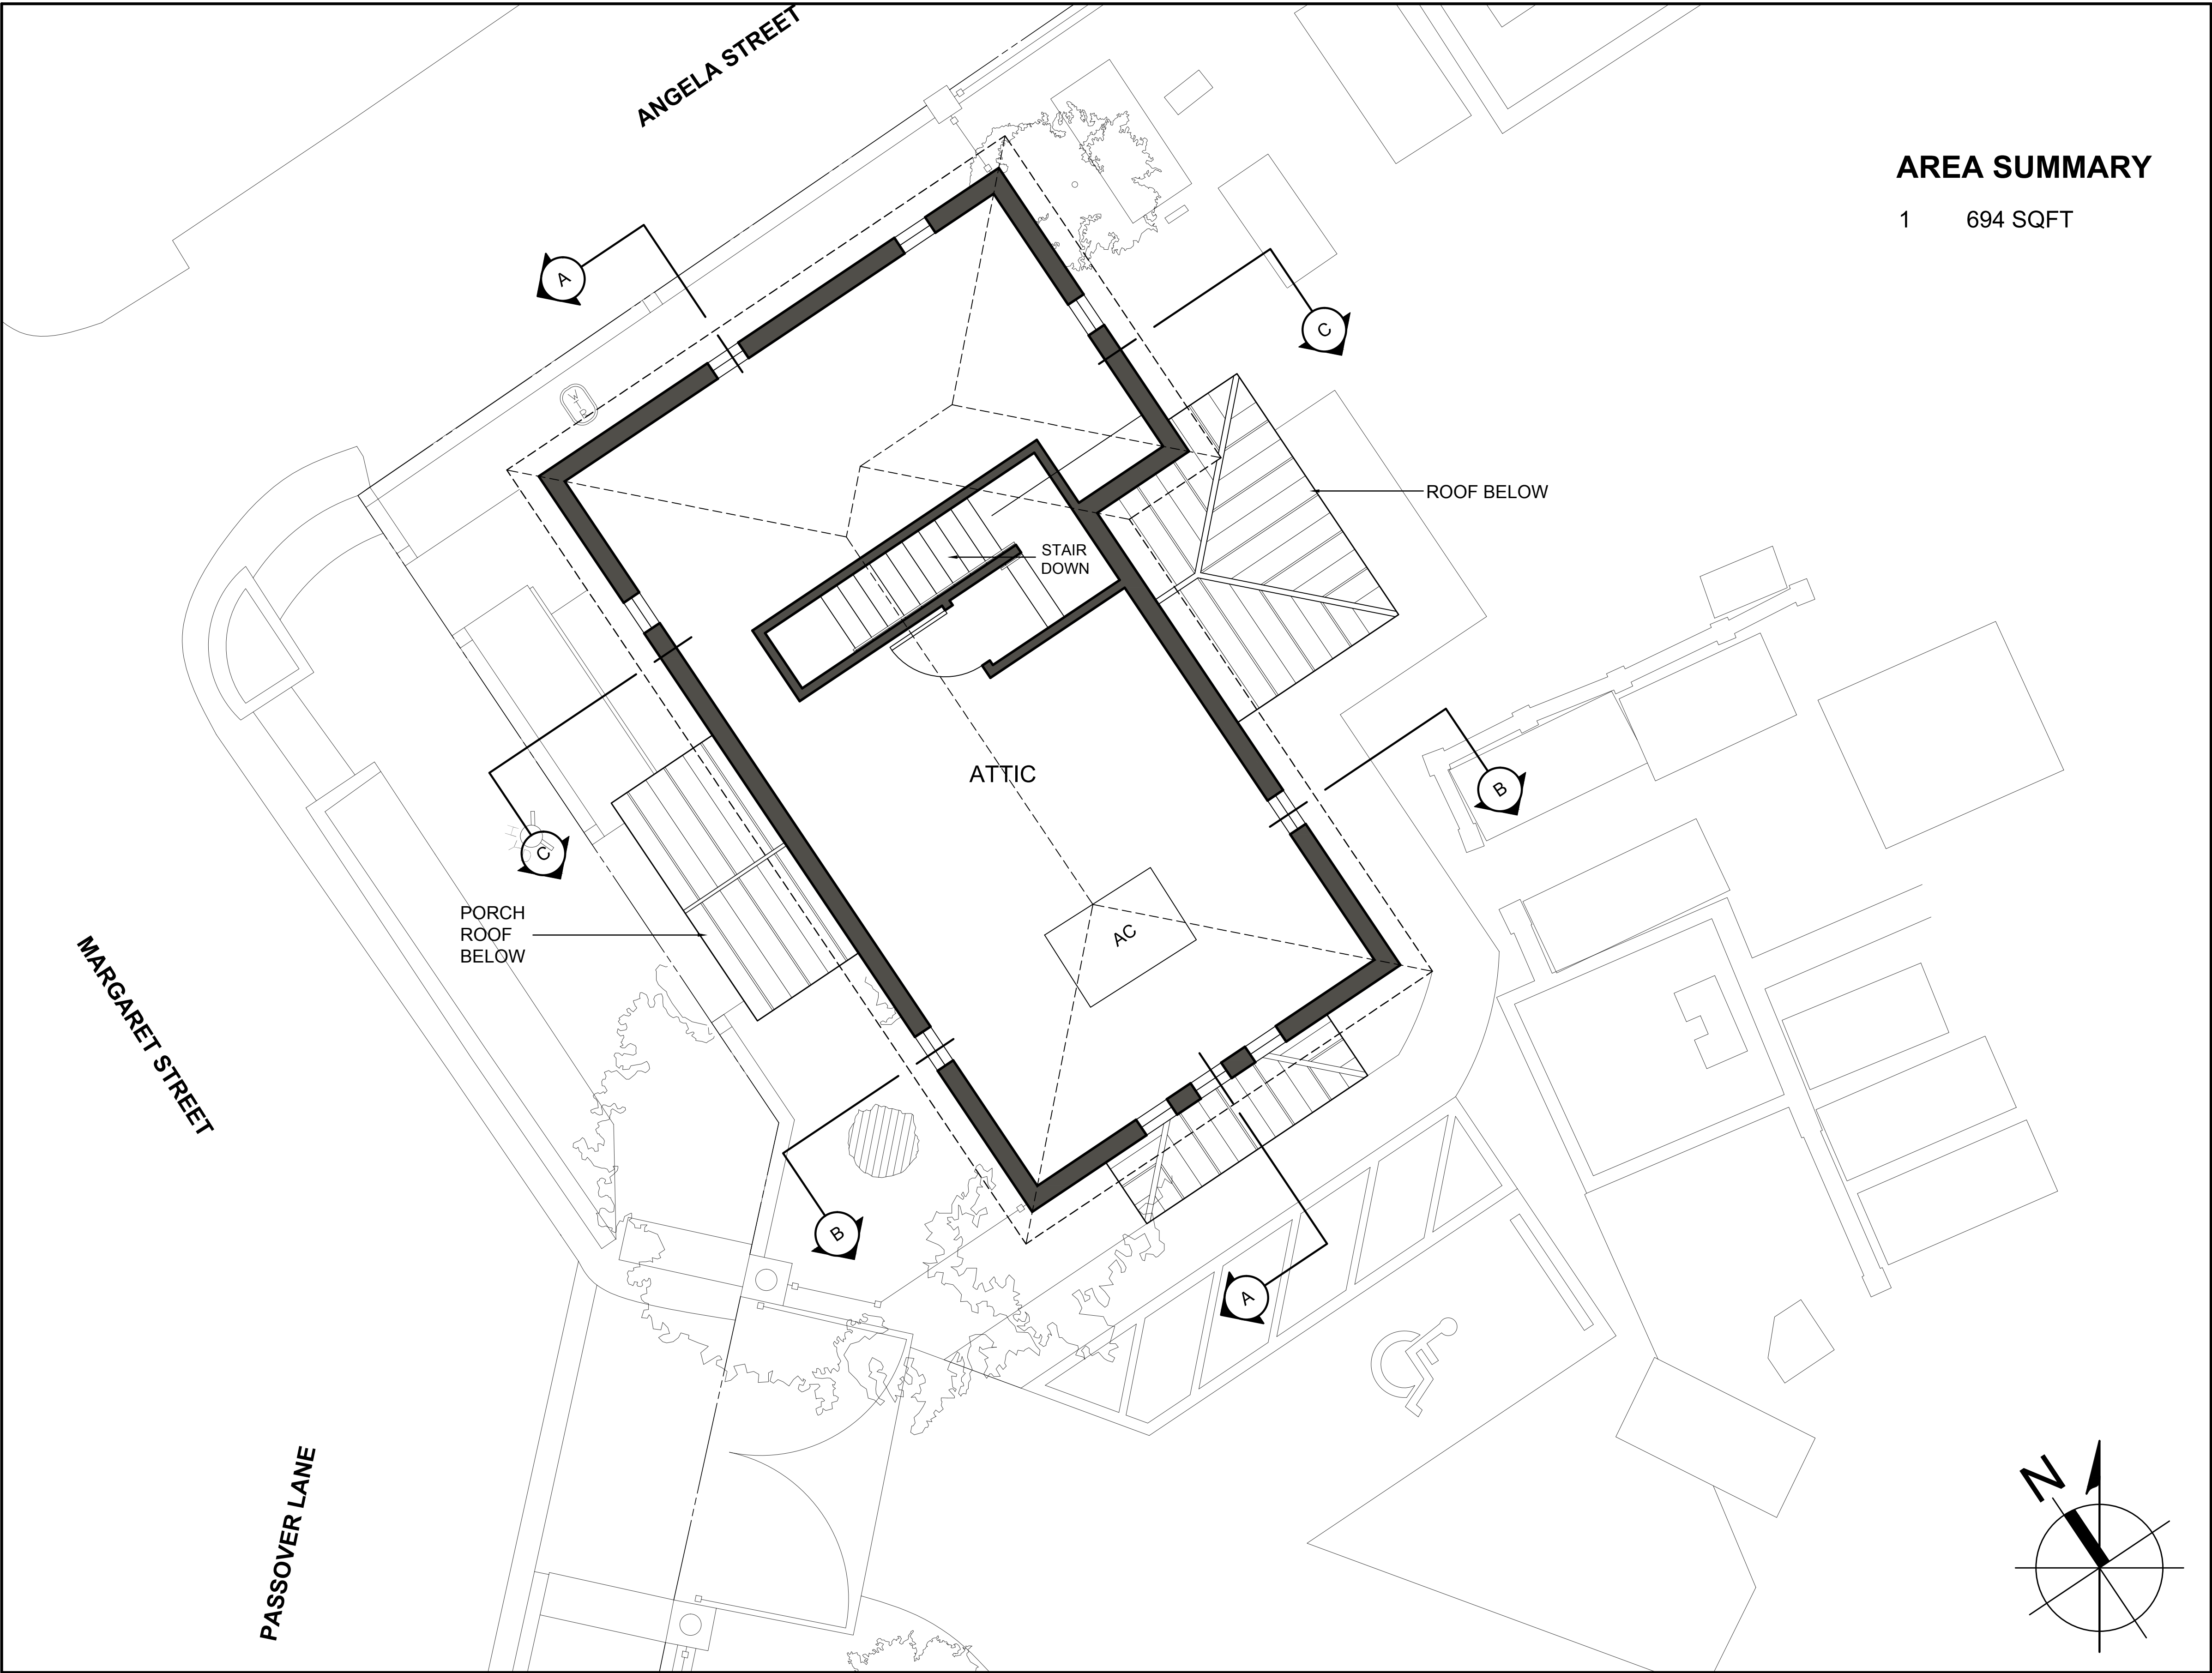 ANGELA STREET
AREA SUMMARY
1 694 SQFT
A
C
W
ROOF BELOW
STAIR
DOWN
ATTIC
B
C
PORCH
ROOF
BELOW
AC
MARGARET STREET
B
A
PASSOVER LANE
N